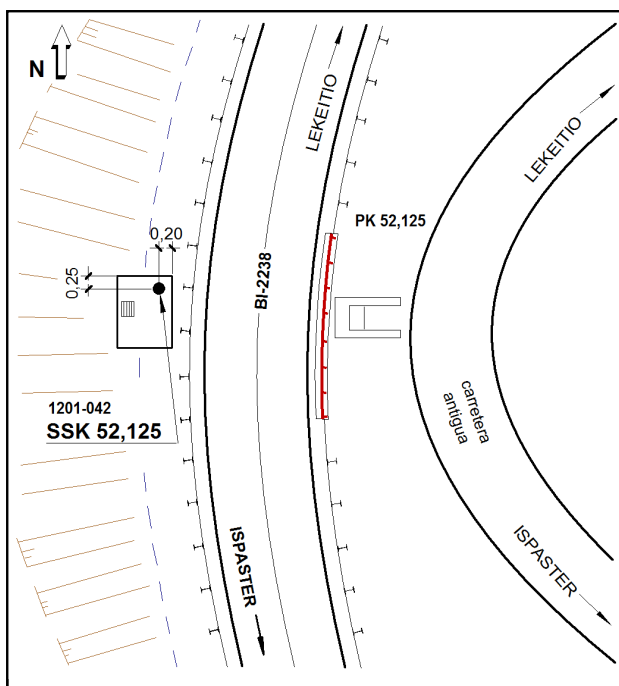 N
LEKEITIO
LEKEITIO
PK 52,125
0,20
BI-2238
0,25
1201-042
SSK 52,125
carretera
antigua
ISPASTER
ISPASTER